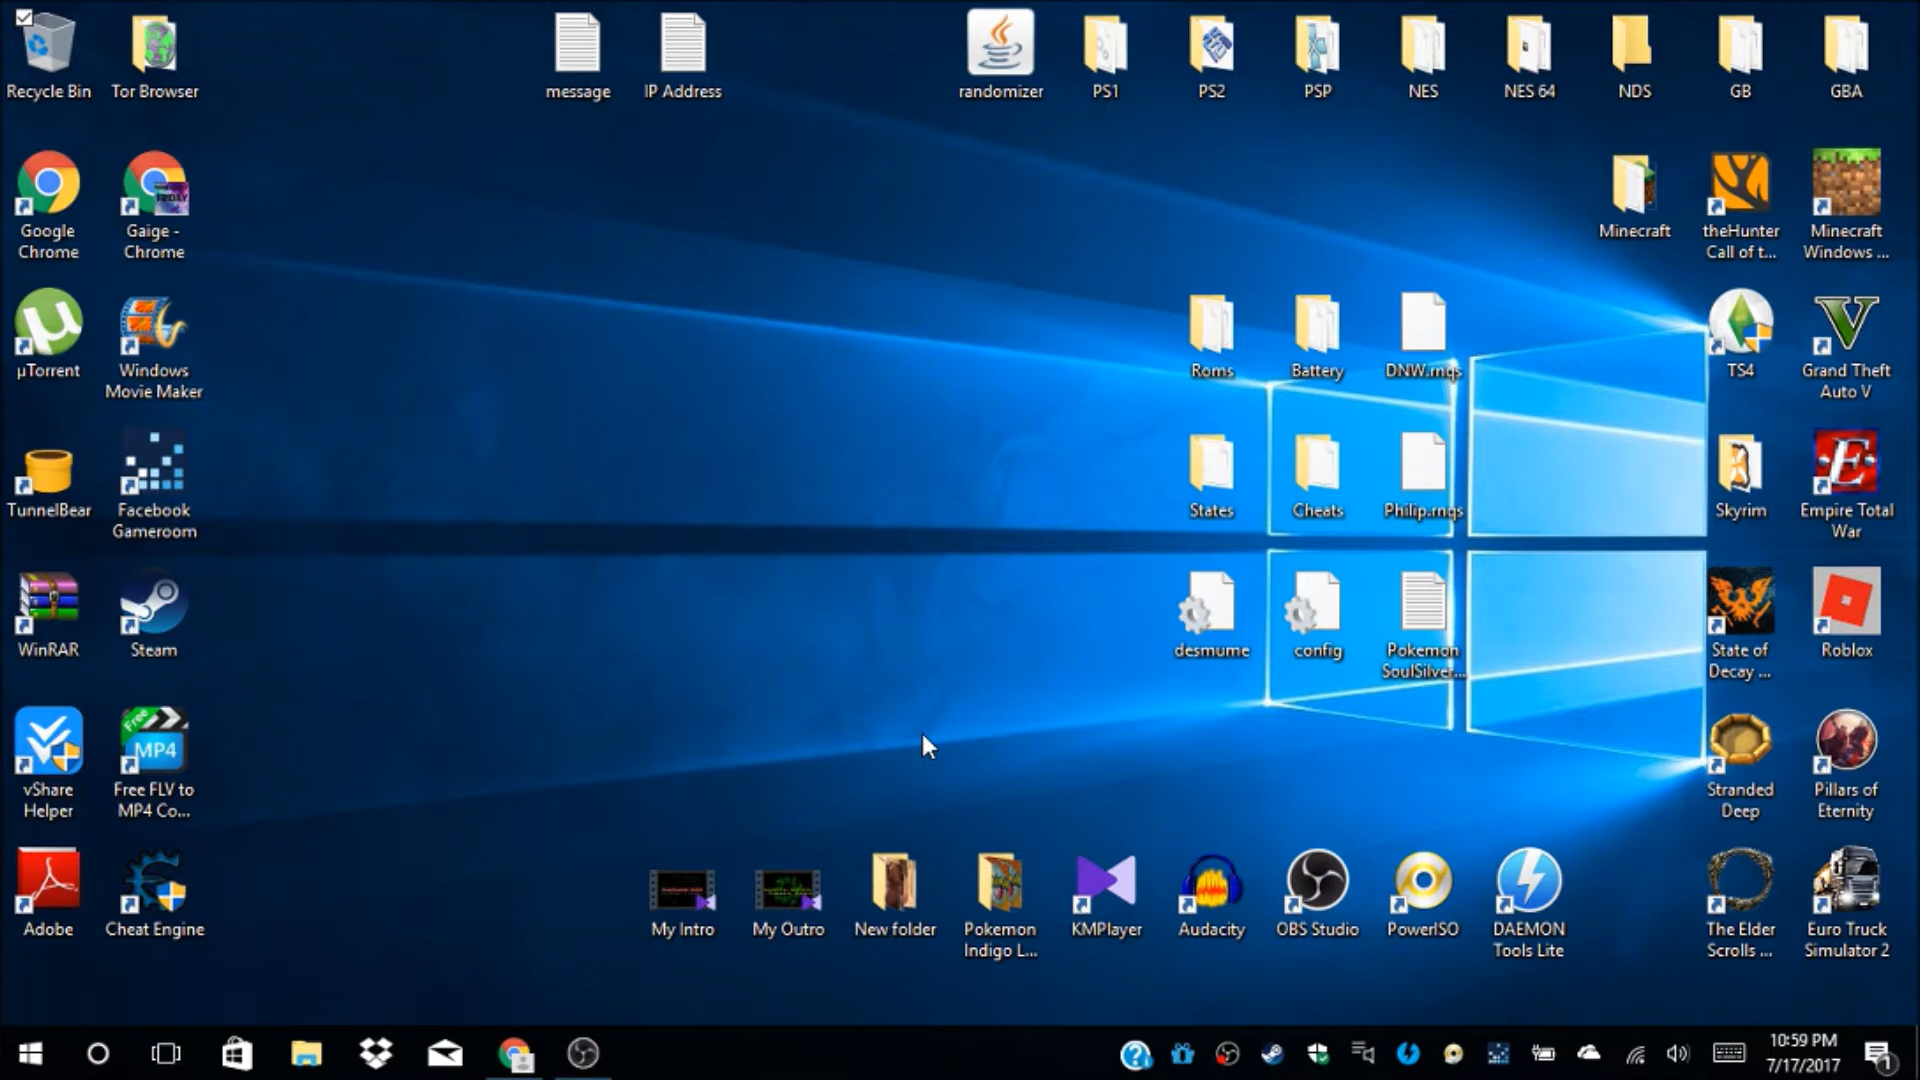 Recycle Bin
Tor Browser
message
IP Address
randomizer
PS1
PS2
PSP
NES
NES 64
NDS
GB
GBA
Google
Chrome
FRIDAY
Gaige -
Chrome
Minecraft
theHunter
Call of t...
Minecraft
Windows ...
µTorrent
Windows
Movie Maker
Roms
Battery
DNW.rnqs
TS4
Grand Theft
Auto V
TunnelBear
Facebook
Gameroom
States
Cheats
Philip.rnqs
Skyrim
Empire Total
War
WinRAR
Steam
desmume
config
Pokemon
SoulSilver...
State of
Decay ...
Roblox
vShare
Helper
Free
MP4
Free FLV to
MP4 Co...
Stranded
Deep
Pillars of
Eternity
Adobe
Cheat Engine
My Intro
My Outro
New folder
Pokemon
Indigo L...
KMPlayer
Audacity
OBS Studio
PowerISO
DAEMON
Tools Lite
The Elder
Scrolls ...
Euro Truck
Simulator 2
10:59 PM
7/17/2017
1